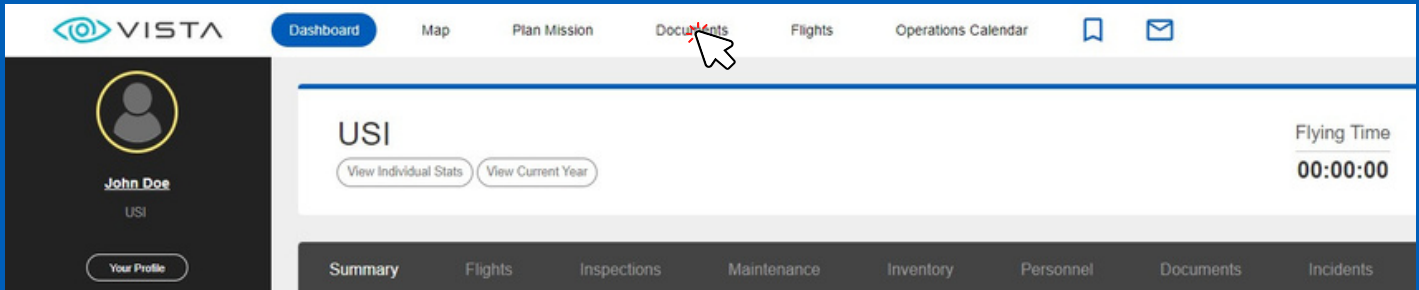 VISTA
Dashboard Map Plan Mission Documents Flights Operations Calendar
John Doe
USI
Your Profile
USI
View Individual Stats View Current Year
Flying Time
00:00:00
Summary Flights Inspections Maintenance Inventory Personnel Documents Incidents